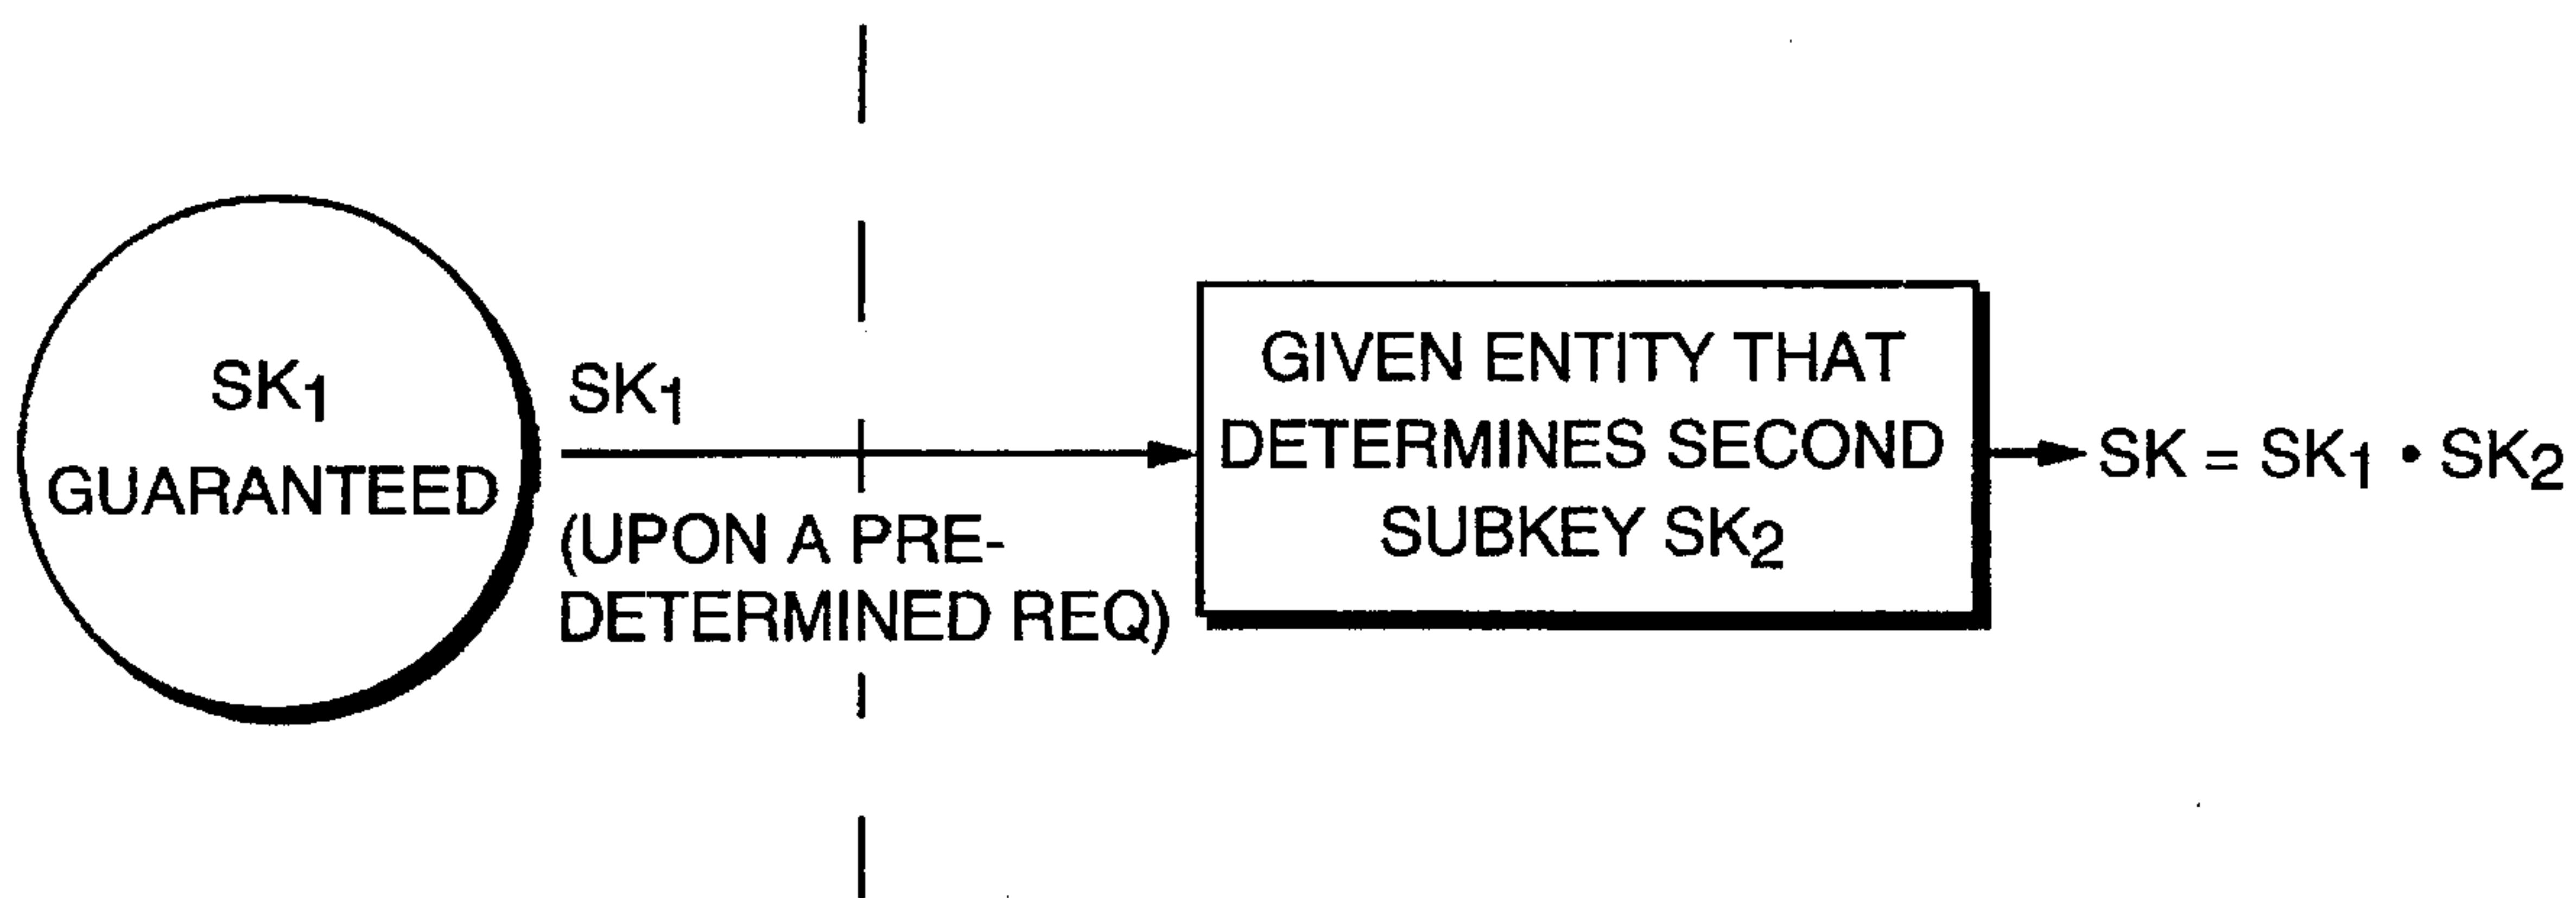 SK₁
GUARANTEED
SK₁
(UPON A PRE-
DETERMINED REQ)
GIVEN ENTITY THAT
DETERMINES SECOND
SUBKEY SK₂
SK = SK₁ • SK₂